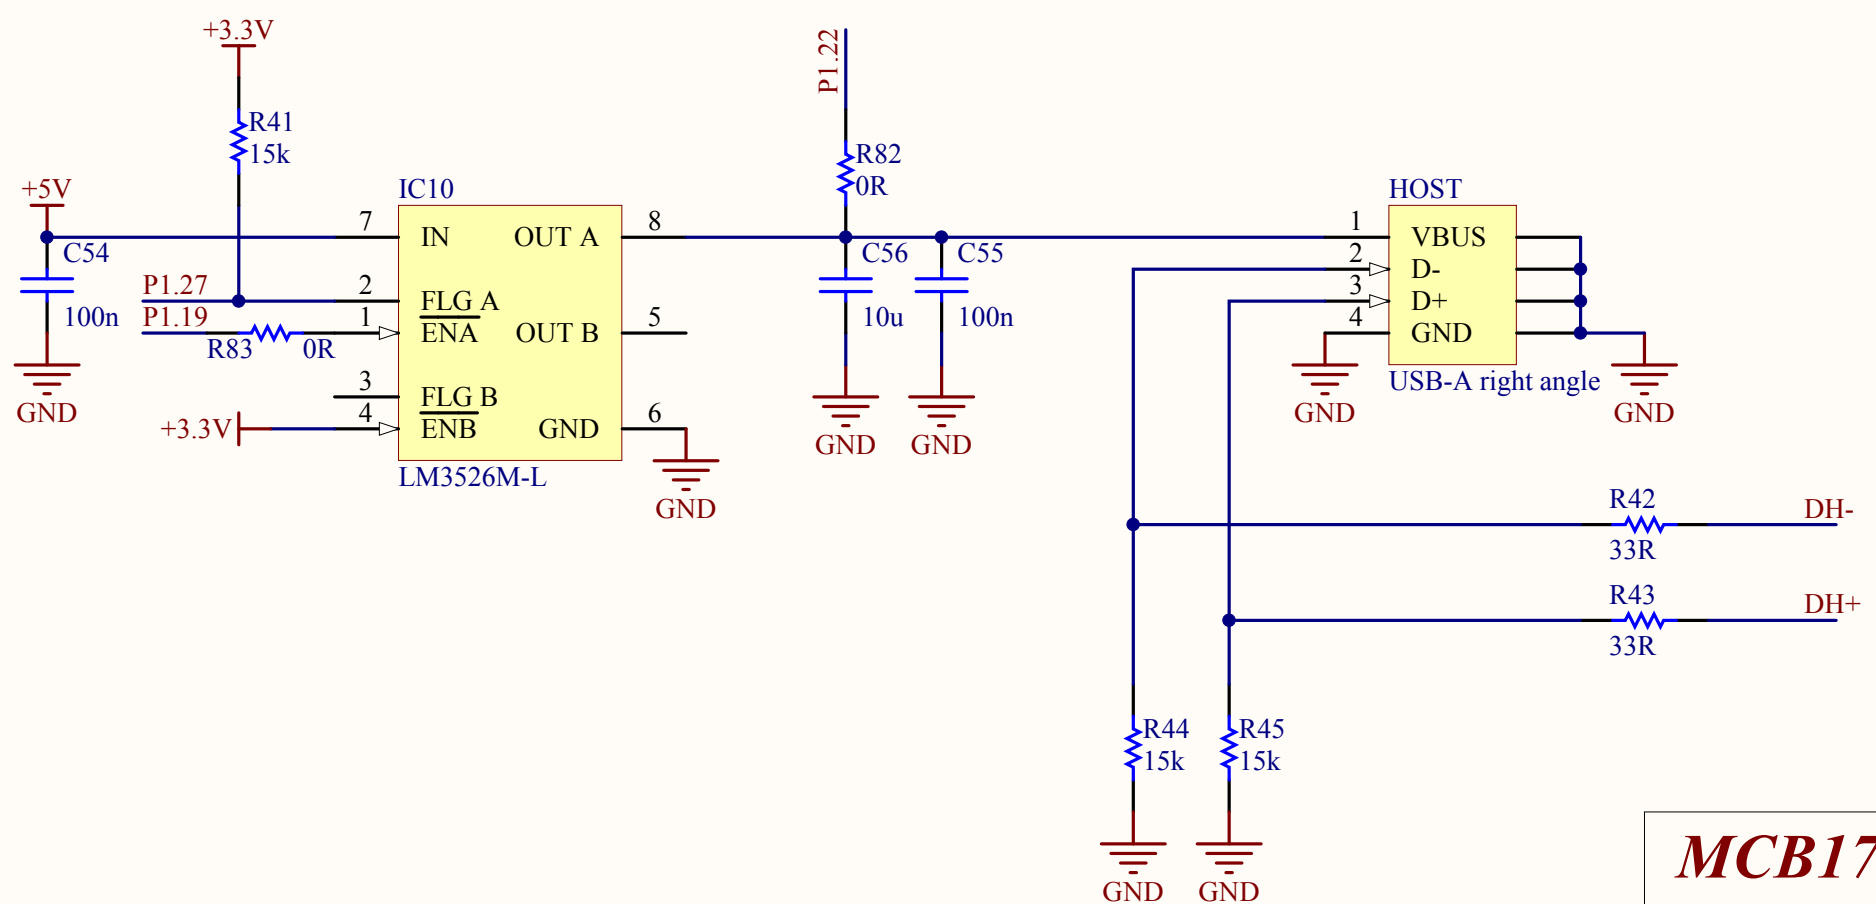 +3.3V
P1.22
R41
15k
R82
0R
+5V
IC10
HOST
7
IN
OUT A
8
1
VBUS
C54
C56
C55
2
D-
P1.27
2
FLG A
3
D+
100n
P1.19
1
ENA
OUT B
5
10u
100n
4
GND
R83
0R
USB-A right angle
3
FLG B
GND
+3.3V
4
ENB
GND
6
GND
GND
GND
GND
LM3526M-L
GND
R42
DH-
33R
R43
DH+
33R
R44
15k
R45
15k
GND
GND
MCB17